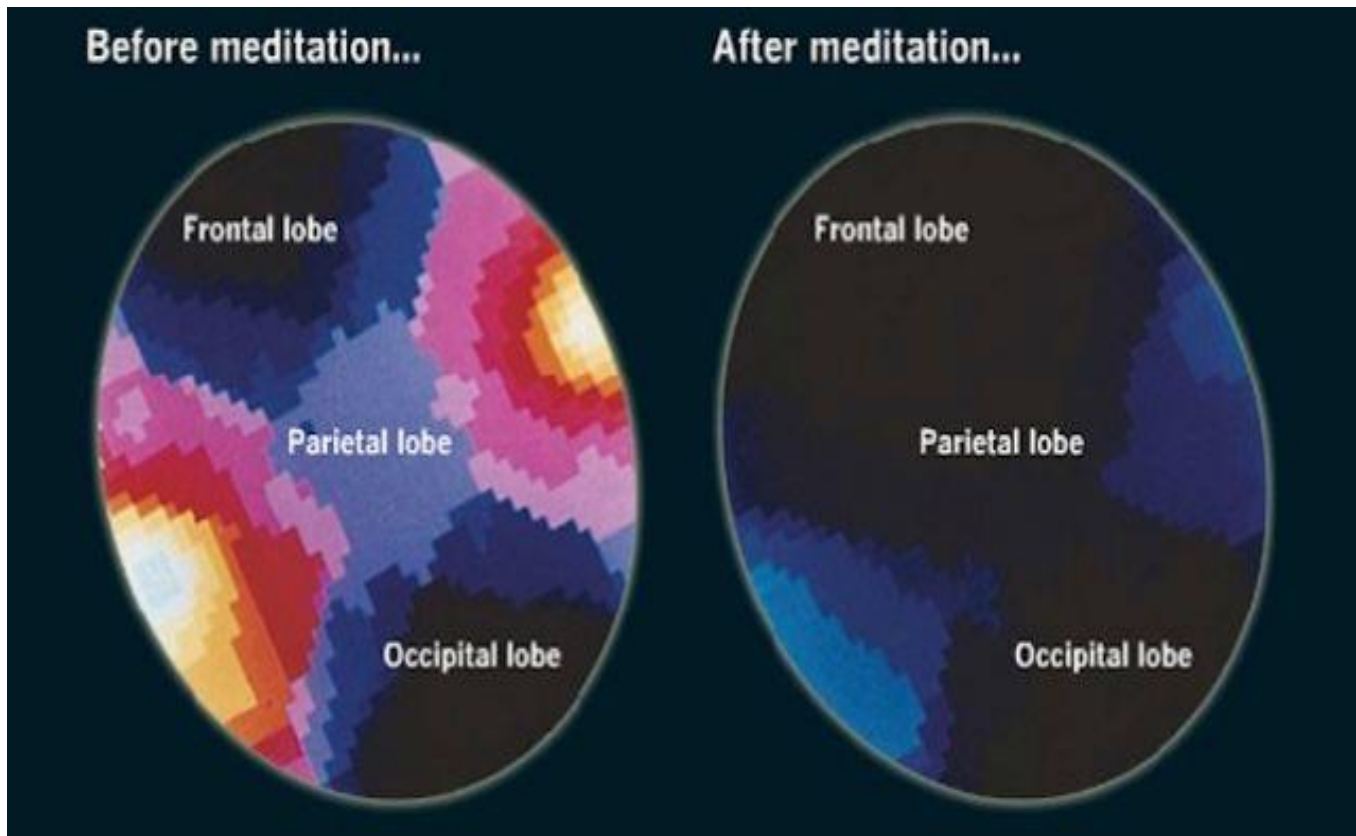 Before meditation...
After meditation...
Frontal lobe
Frontal lobe
Parietal lobe
Parietal lobe
Occipital lobe
Occipital lobe